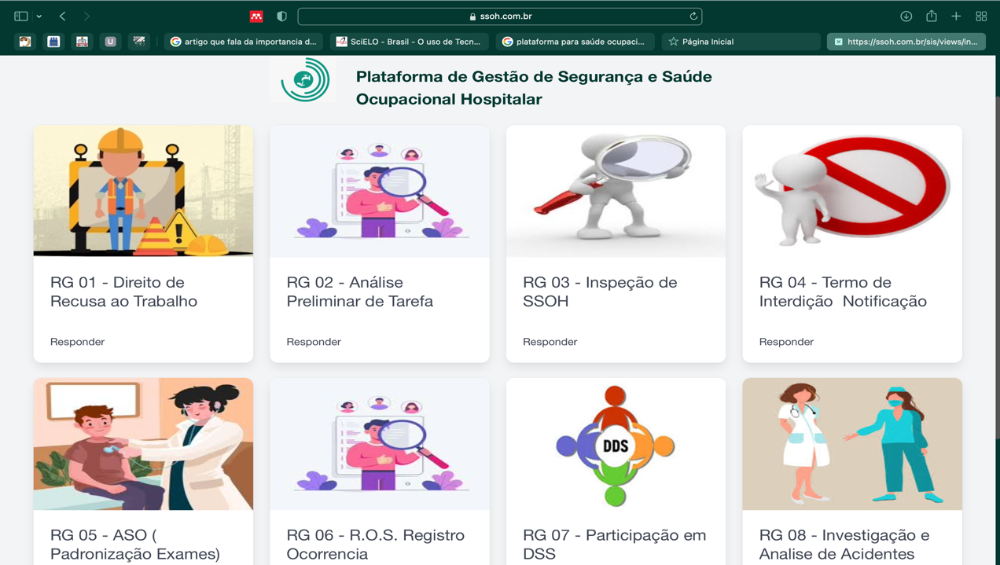 ssoh.com.br
U
artigo que fala da importancia d...
SciELO - Brasil - O uso de Tecn...
plataforma para saúde ocupaci...
Página Inicial
https://ssoh.com.br/sis/views/in...
Plataforma de Gestão de Segurança e Saúde
Ocupacional Hospitalar
RG 01 - Direito de
Recusa ao Trabalho
Responder
RG 02 - Análise
Preliminar de Tarefa
Responder
RG 03 - Inspeção de
SSOH
Responder
RG 04 - Termo de
Interdição  Notificação
Responder
DDS
RG 05 - ASO (
Padronização Exames)
RG 06 - R.O.S. Registro
Ocorrencia
RG 07 - Participação em
DSS
RG 08 - Investigação e
Analise de Acidentes